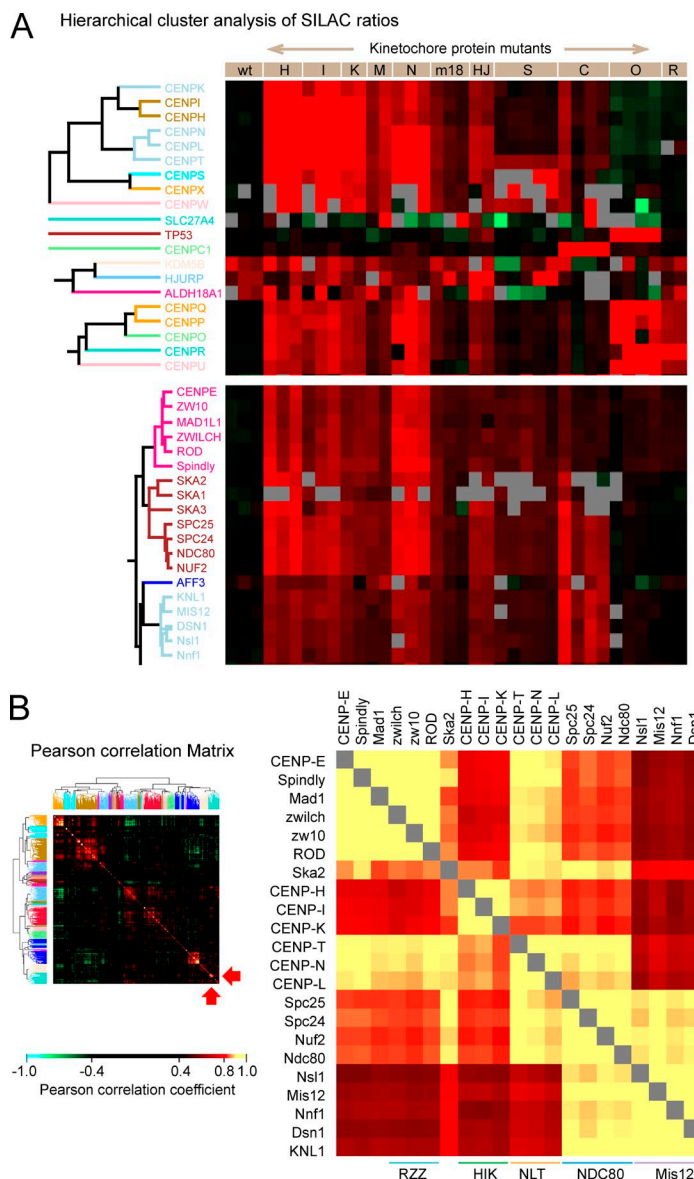 A
Hierarchical cluster analysis of SILAC ratios
Kinetochore protein mutants
wt H I K M N m18 HJ S C O R
CENPK
CENPI
CENPH
CENPN
CENPL
CENPT
CENPS
CENPX
CENPW
SLC27A4
TP53
CENPC1
KDM5B
HJURP
ALDH18A1
CENPQ
CENPP
CENPO
CENPR
CENPU
CENPE
ZW10
MAD1L1
ZWILCH
ROD
Spindly
SKA2
SKA1
SKA3
SPC25
SPC24
NDC80
NUF2
AFF3
KNL1
MIS12
DSN1
Nsl1
Nnf1
B
Pearson correlation Matrix
-1.0 -0.4 0.4 0.8 1.0
Pearson correlation coefficient
CENP-E
Spindly
Mad1
zwilch
zw10
ROD
Ska2
CENP-H
CENP-I
CENP-K
CENP-T
CENP-N
CENP-L
Spc25
Spc24
Nuf2
Ndc80
Nsl1
Mis12
Nnf1
Dsn1
CENP-E
Spindly
Mad1
zwilch
zw10
ROD
Ska2
CENP-H
CENP-I
CENP-K
CENP-T
CENP-N
CENP-L
Spc25
Spc24
Nuf2
Ndc80
Nsl1
Mis12
Nnf1
Dsn1
KNL1
RZZ HIK NLT NDC80 Mis12